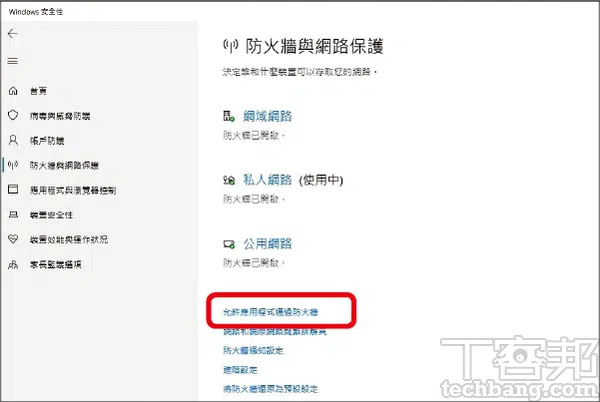 Windows 安全性
首頁
病毒與威脅防護
帳戶防護
防火牆與網路保護
應用程式與瀏覽器控制
裝置安全性
裝置效能與運作狀況
家長監護選項
防火牆與網路保護
決定誰和什麼裝置可以存取您的網路。
網域網路
防火牆已開啟。
私人網路 (使用中)
防火牆已開啟。
公用網路
防火牆已開啟。
允許應用程式通過防火牆
網路和網際網路疑難排解員
防火牆通知設定
進階設定
將防火牆還原為預設設定
T客邦
techbang.com